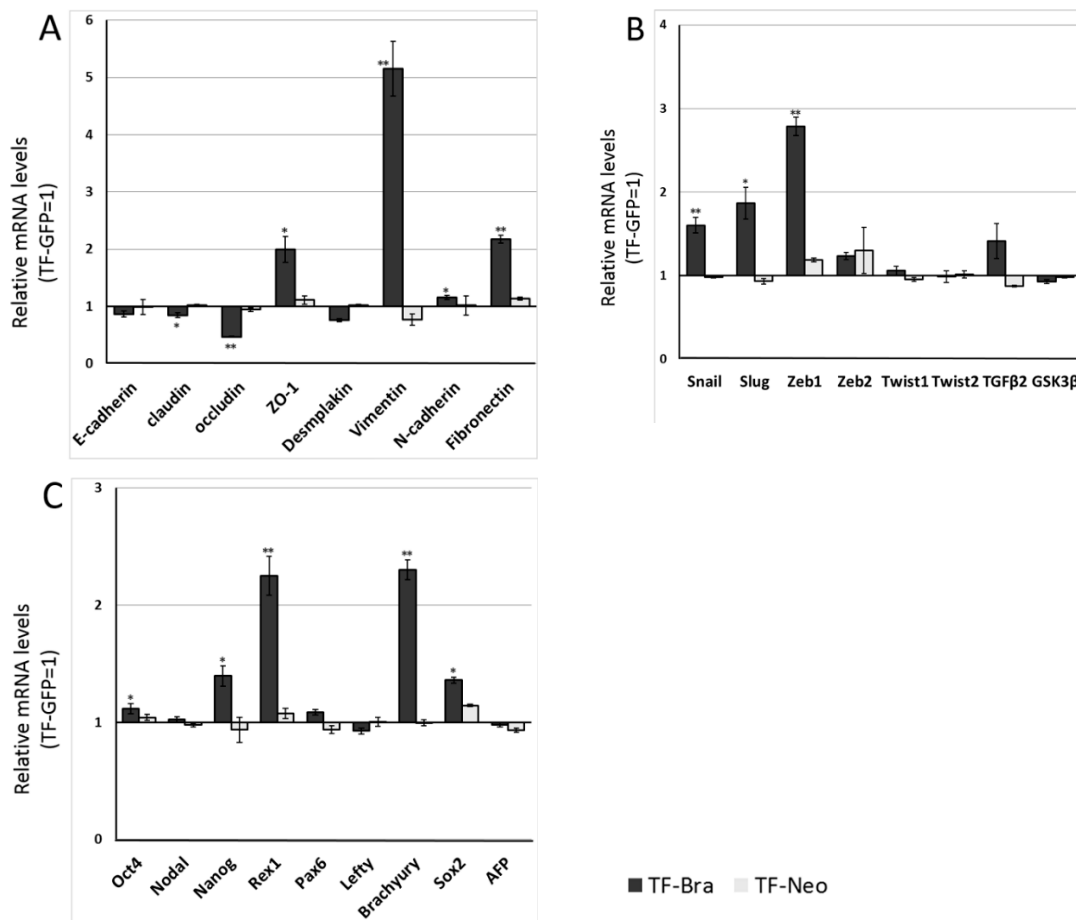 A
6
5
4
3
2
1
0
Relative mRNA levels
(TF-GFP=1)
*
**
*
**
*
**
E-cadherin
claudin
occludin
ZO-1
Desmplakin
Vimentin
N-cadherin
Fibronectin
B
4
3
2
1
0
Relative mRNA levels
(TF-GFP=1)
**
*
**
Snail Slug Zeb1 Zeb2 Twist1 Twist2 TGFβ2 GSK3β
C
3
2
1
0
Relative mRNA levels
(TF-GFP=1)
*
*
**
**
*
Oct4
Nodal
Nanog
Rex1
Pax6
Lefty
Brachyury
Sox2
AFP
TF-Bra TF-Neo